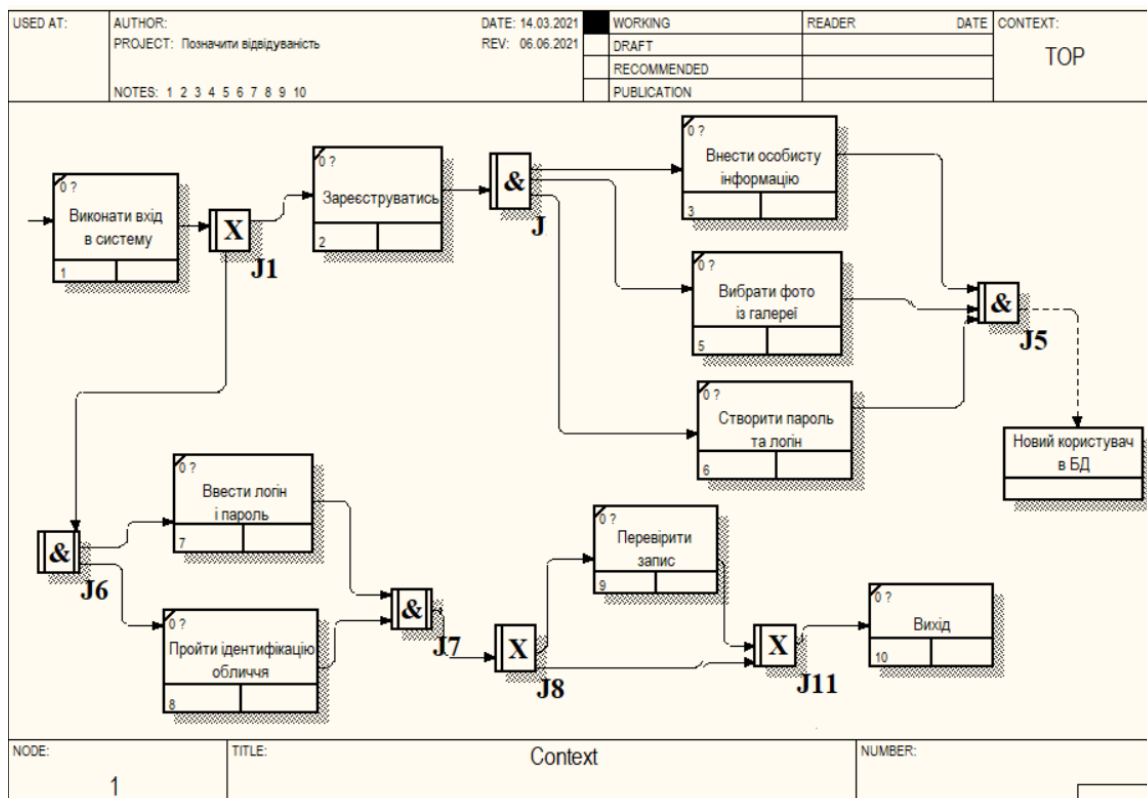 USED AT:
AUTHOR:
DATE: 14.03.2021
PROJECT: Позначити відвідуваність
REV: 06.06.2021
NOTES: 1 2 3 4 5 6 7 8 9 10
WORKING
DRAFT
RECOMMENDED
PUBLICATION
READER
DATE
CONTEXT:
TOP
0 ?
Виконати вхід
в систему
1
X
J1
0 ?
Зареєструватись
2
&
J
0 ?
Внести особисту
інформацію
3
0 ?
Вибрати фото
із галереї
5
0 ?
Створити пароль
та логін
6
&
J5
Новий користувач
в БД
&
J6
0 ?
Ввести логін
і пароль
7
0 ?
Пройти ідентифікацію
обличчя
8
&
J7
X
J8
0 ?
Перевірити
запис
9
X
J11
0 ?
Вихід
10
NODE:
1
TITLE:
Context
NUMBER: